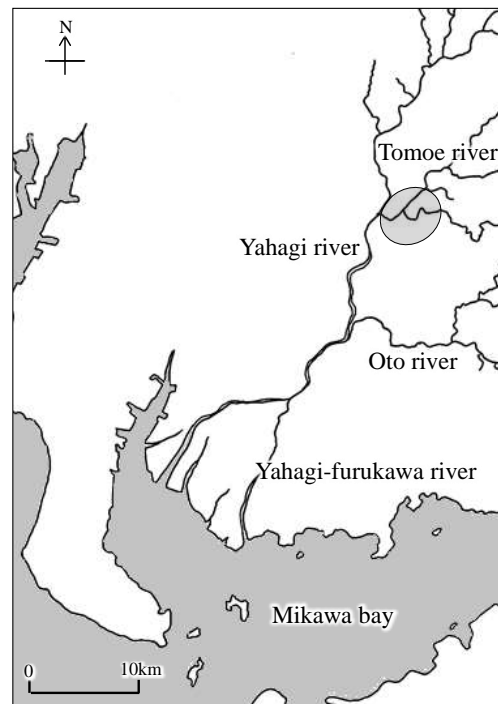 N
Tomoe river
Yahagi river
Oto river
Yahagi-furukawa river
Mikawa bay
0 10km